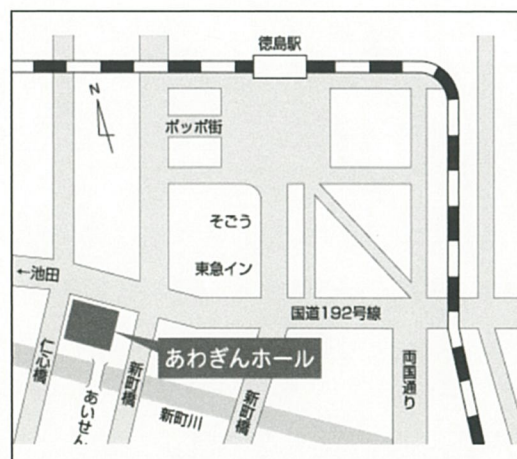 徳島駅
N
ポッポ街
そごう
東急イン
←池田
国道192号線
あわぎんホール
仁心橋
あいせん
新町橋
新町川
新町橋
両国通り